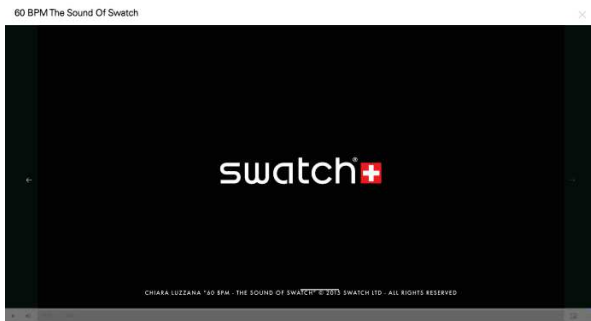 60 BPM The Sound Of Swatch
swatch®
CHIARA LUZZANA "60 BPM - THE SOUND OF SWATCH" © 2013 SWATCH LTD - ALL RIGHTS RESERVED